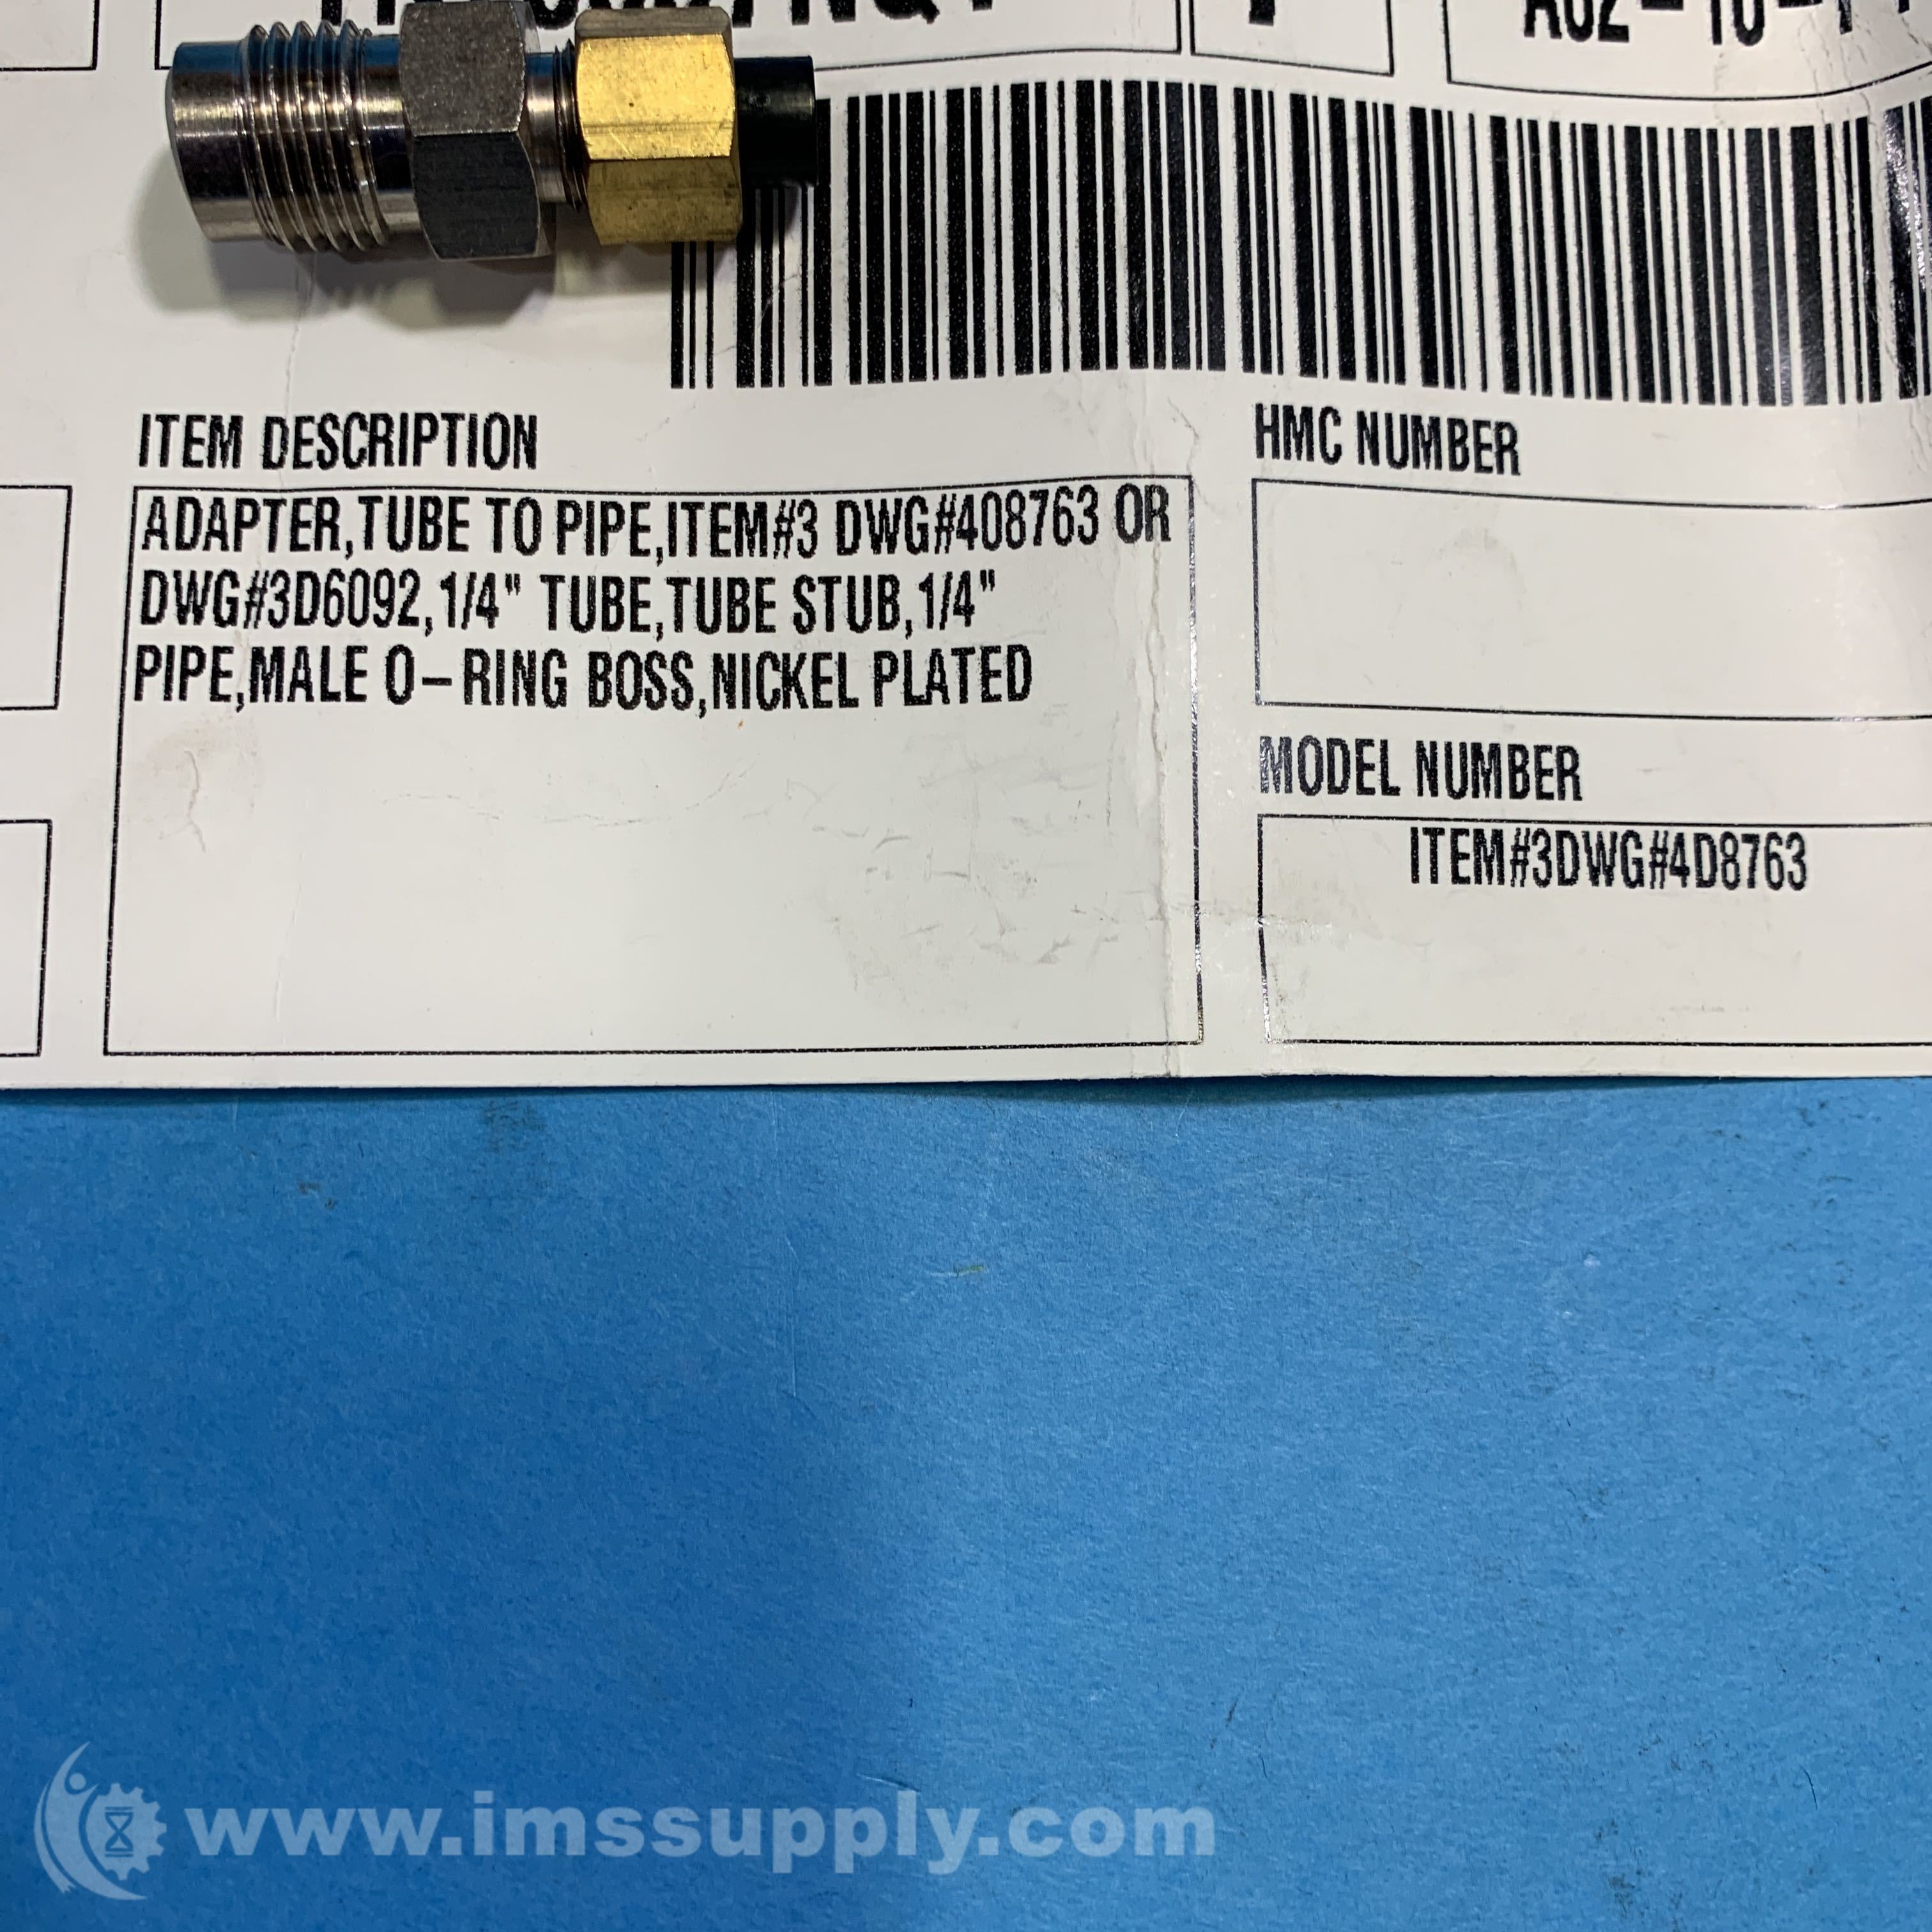 ITEM DESCRIPTION
ADAPTER,TUBE TO PIPE,ITEM#3 DWG#408763 OR
DWG#3D6092,1/4" TUBE,TUBE STUB,1/4"
PIPE,MALE O-RING BOSS,NICKEL PLATED
HMC NUMBER
MODEL NUMBER
ITEM#3DWG#4D8763
www.imssupply.com